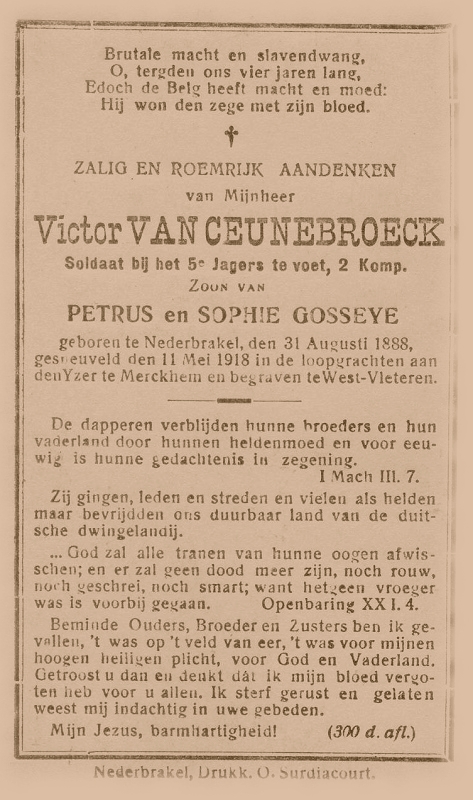 Brutale macht en slavendwang,
O, tergden ons vier jaren lang,
Edoch de Belg heeft macht en moed:
Hij won den zege met zijn bloed.
✝
ZALIG EN ROEMRIJK AANDENKEN
van Mijnheer
Victor VAN CEUNEBROECK
Soldaat bij het 5e Jagers te voet, 2 Komp.
ZOON VAN
PETRUS en SOPHIE GOSSEYE
geboren te Nederbrakel, den 31 Augusti 1888,
gesneuveld den 11 Mei 1918 in de loopgrachten aan
den Yzer te Merckhem en begraven te West-Vleteren.
De dapperen verblijden hunne broeders en hun
vaderland door hunnen heldenmoed en voor eeu-
wig is hunne gedachtenis in zegening.
I Mach III. 7.
Zij gingen, leden en streden en vielen als helden
maar bevrijdden ons duurbaar land van de duit-
sche dwingelandij.
... God zal alle tranen van hunne oogen afwis-
schen; en er zal geen dood meer zijn, noch rouw,
noch geschrei, noch smart; want hetgeen vroeger
was is voorbij gegaan. Openbaring XXI. 4.
Beminde Ouders, Broeder en Zusters ben ik ge-
vallen, 't was op 't veld van eer, 't was voor mijnen
hoogen heiligen plicht, voor God en Vaderland.
Getroost u dan en denkt dát ik mijn bloed vergo-
ten heb voor u allen. Ik sterf gerust en gelaten
weest mij indachtig in uwe gebeden.
Mijn Jezus, barmhartigheid! (300 d. afl.)
Nederbrakel, Drukk. O. Surdiacourt.